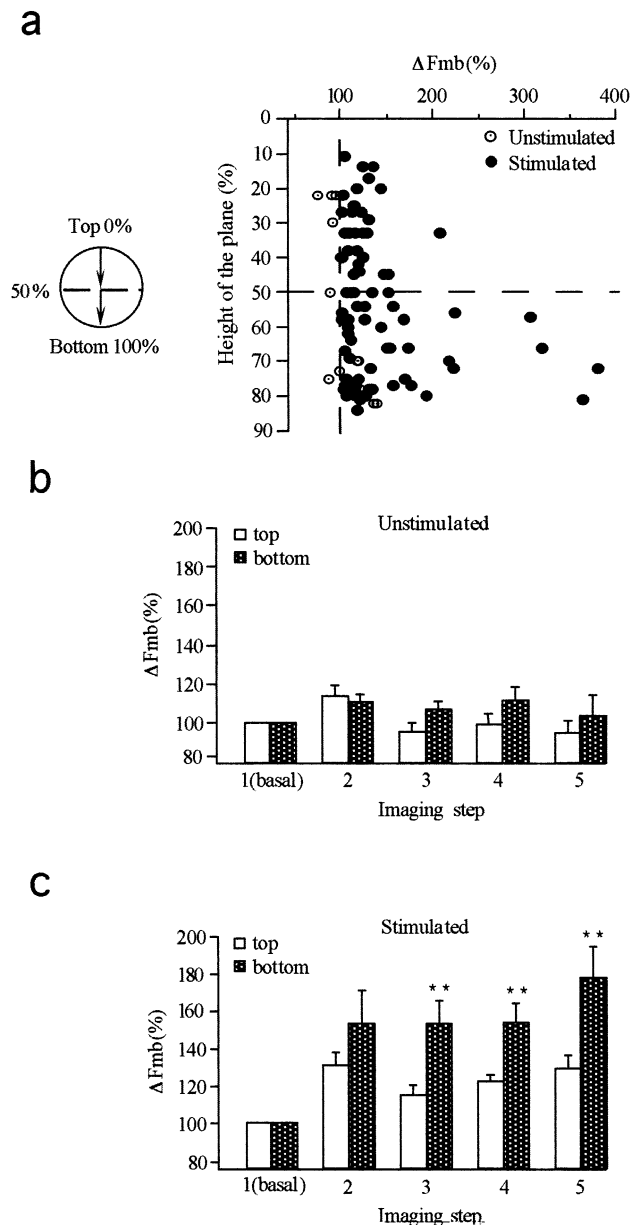 a
ΔFmb(%)
100 200 300 400
0
10
20
30
40
50
60
70
80
90
Height of the plane (%)
Unstimulated
Stimulated
Top 0%
50%
Bottom 100%
b
Unstimulated
top
bottom
200
180
160
140
120
100
80
ΔFmb(%)
1(basal) 2 3 4 5
Imaging step
c
Stimulated
top
bottom
200
180
160
140
120
100
80
ΔFmb(%)
** ** **
1(basal) 2 3 4 5
Imaging step